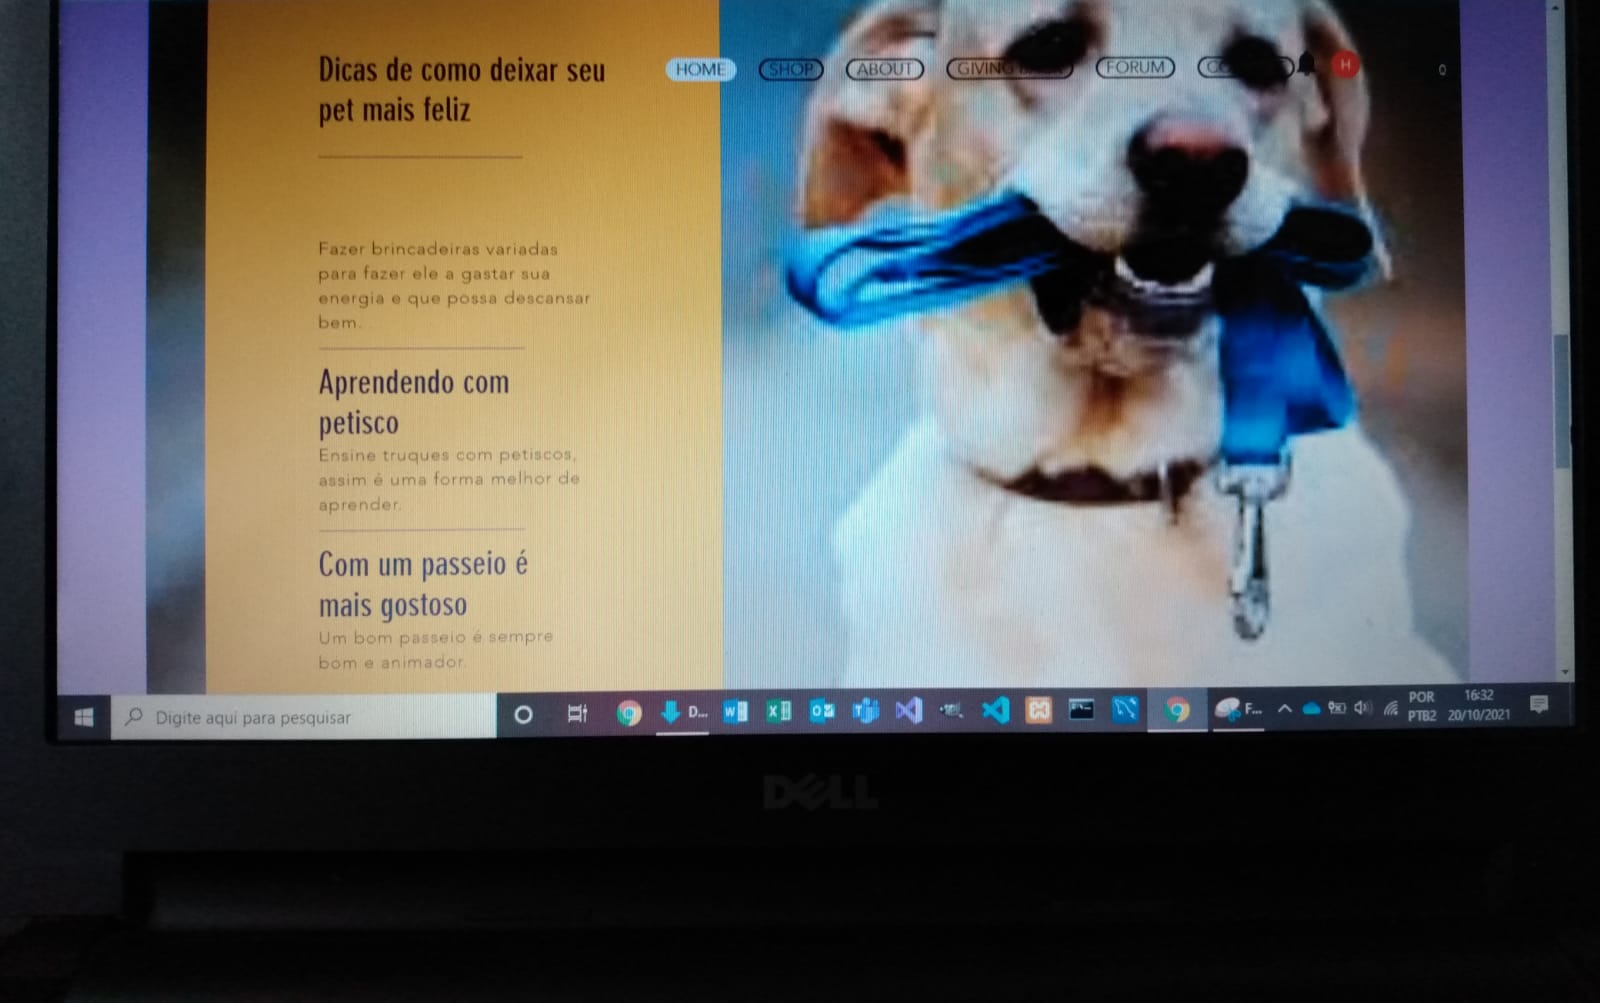 HOME SHOP ABOUT GIVING FORUM
H
0
Dicas de como deixar seu
pet mais feliz
Fazer brincadeiras variadas
para fazer ele a gastar sua
energia e que possa descansar
bem.
Aprendendo com
petisco
Ensine truques com petiscos,
assim é uma forma melhor de
aprender.
Com um passeio é
mais gostoso
Um bom passeio é sempre
bom e animador.
Digite aqui para pesquisar
D...
F...
POR
PTB2
16:32
20/10/2021
DELL